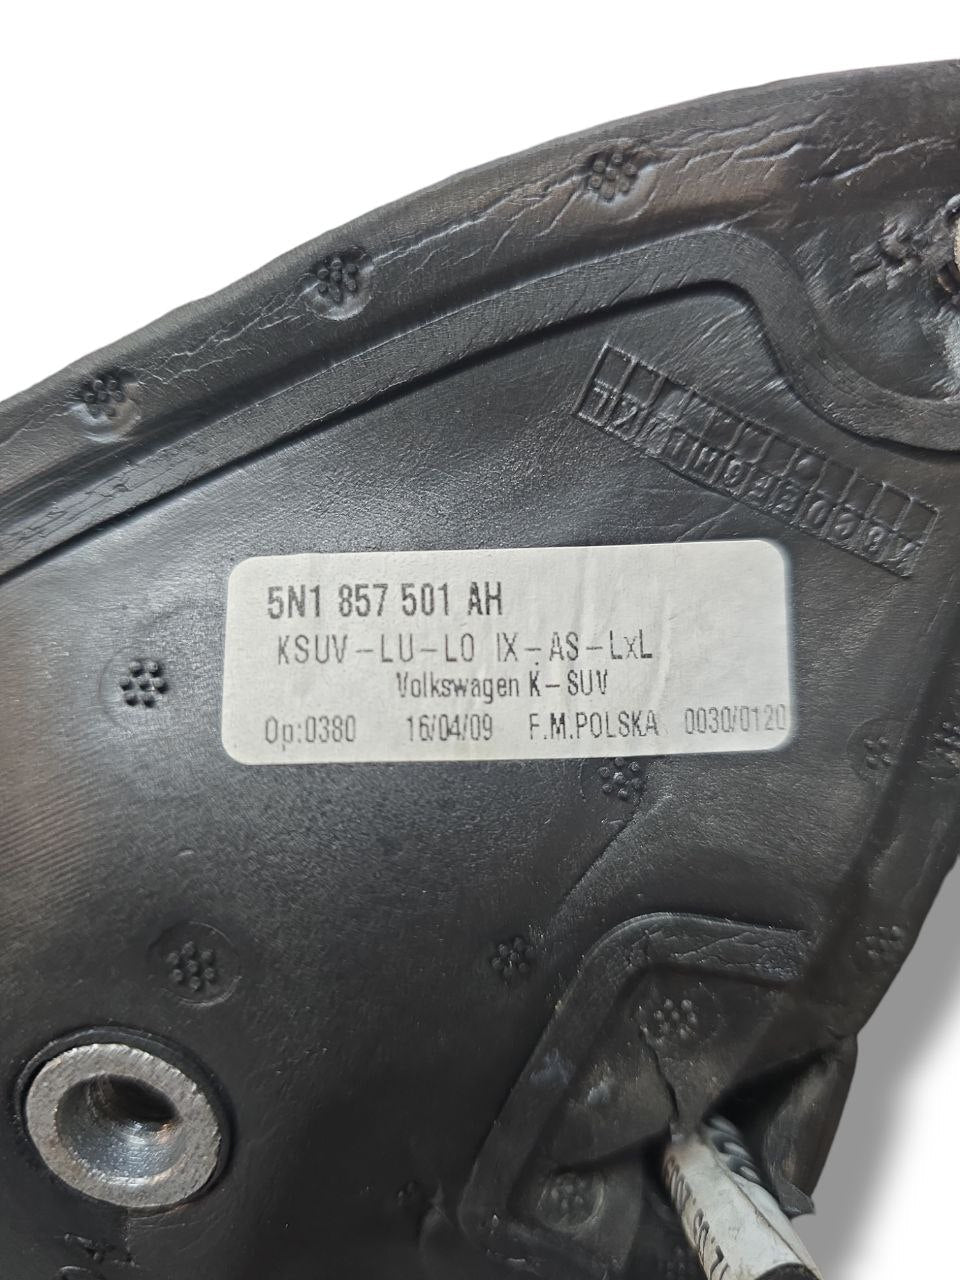 5N1 857 501 AH
KSUV-LU-LO IX-AS-LxL
Volkswagen K-SUV
Op:0380 16/04/09 F.M.POLSKA 0030/0120